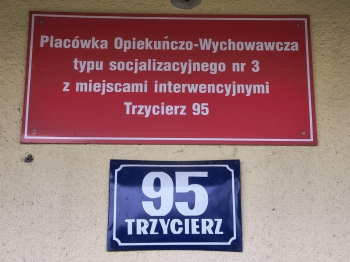 Placówka Opiekuńczo-Wychowawcza
typu socjalizacyjnego nr 3
z miejscami interwencyjnymi
Trzycierz 95
95
TRZYCIERZ